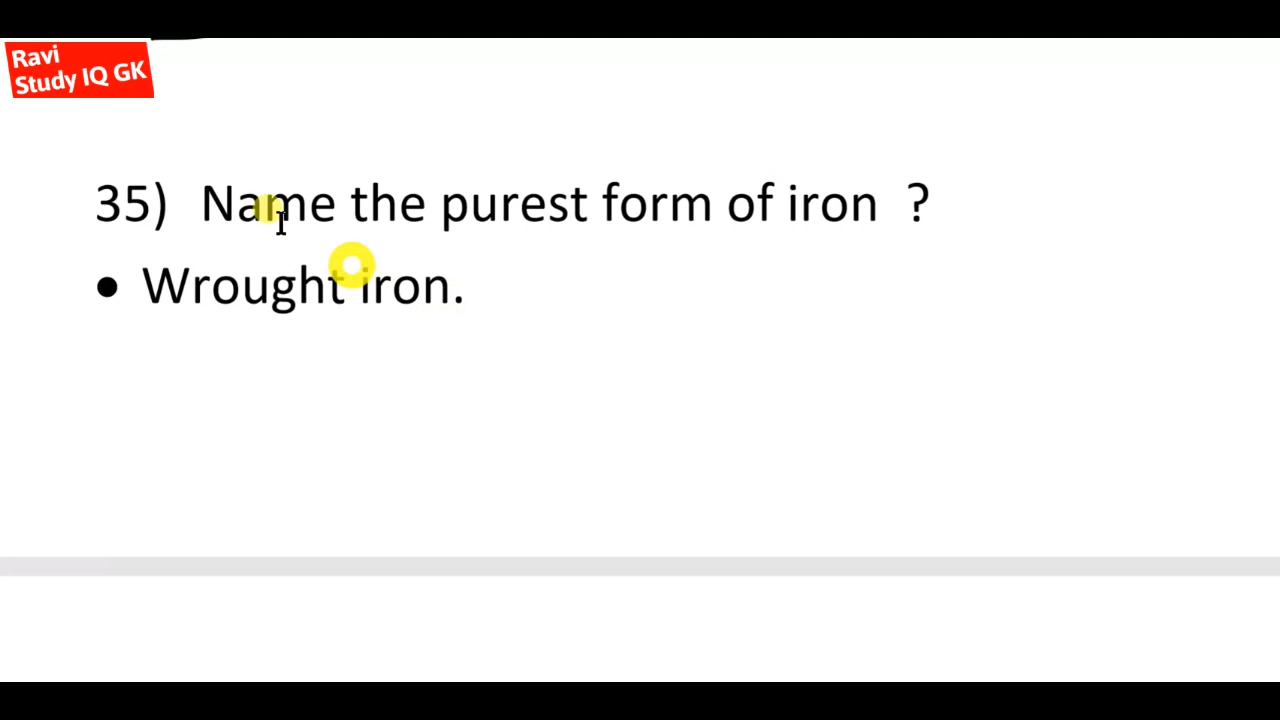 Ravi
Study IQ GK
35) Name the purest form of iron ?
• Wrought iron.